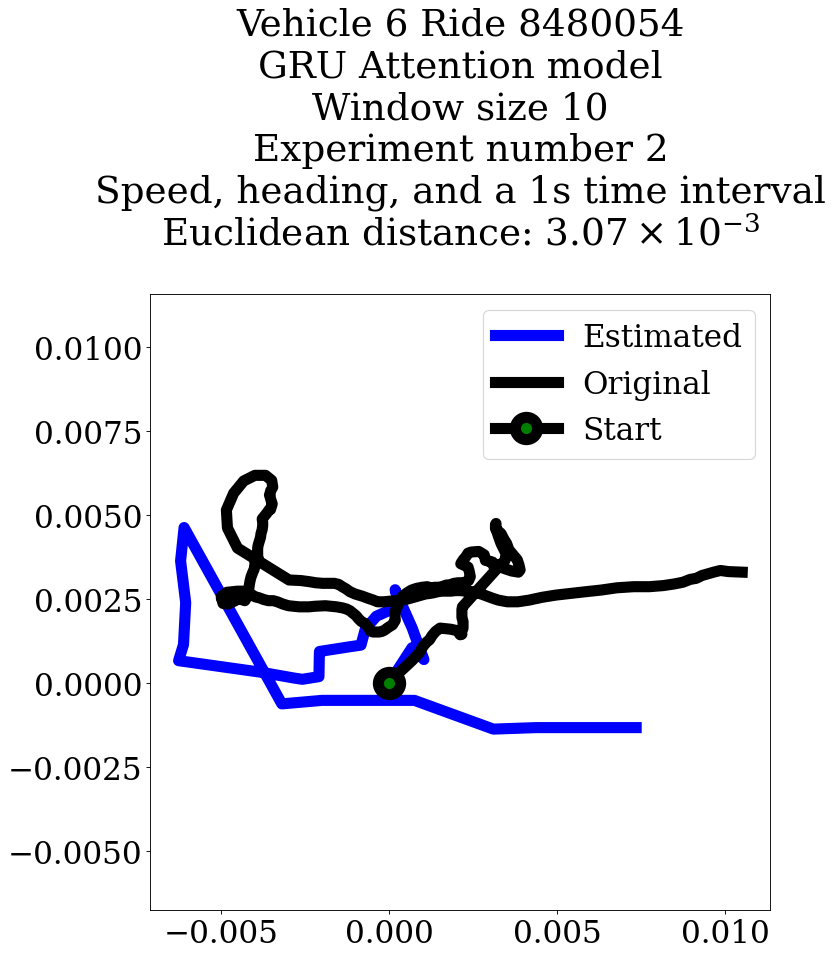 Vehicle 6 Ride 8480054
GRU Attention model
Window size 10
Experiment number 2
Speed, heading, and a 1s time interval
Euclidean distance: 3.07 × 10⁻³
Estimated
Original
Start
0.0100
0.0075
0.0050
0.0025
0.0000
−0.0025
−0.0050
−0.005 0.000 0.005 0.010